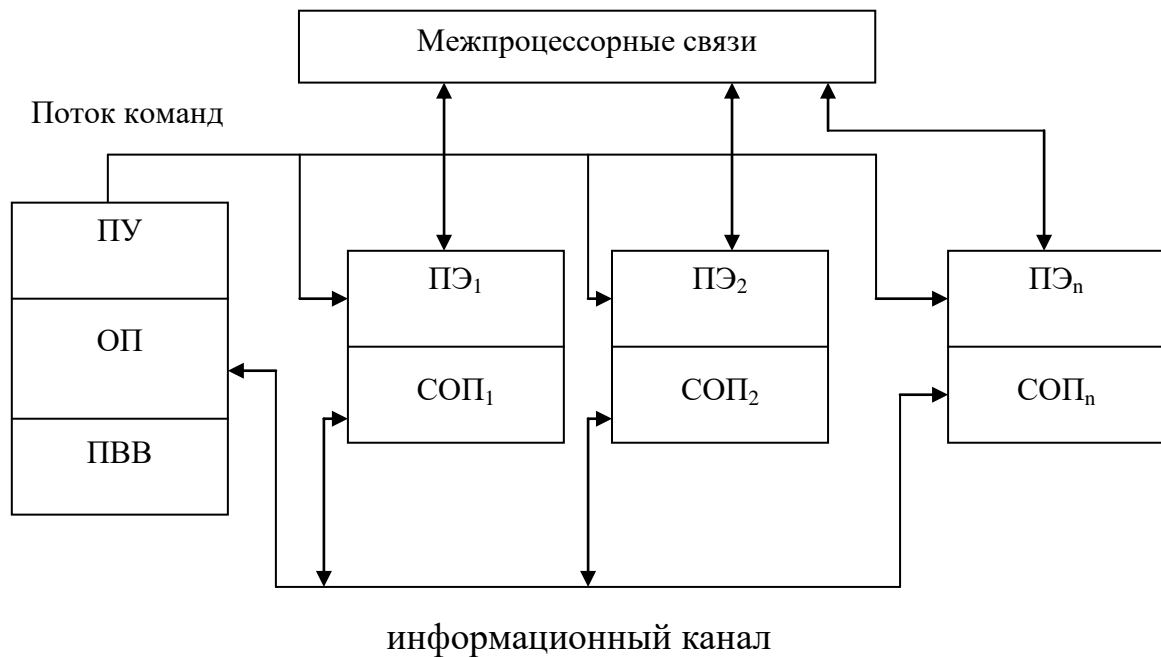 Межпроцессорные связи
Поток команд
ПУ
ПЭ₁
ПЭ₂
ПЭₙ
ОП
СОП₁
СОП₂
СОПₙ
ПВВ
информационный канал